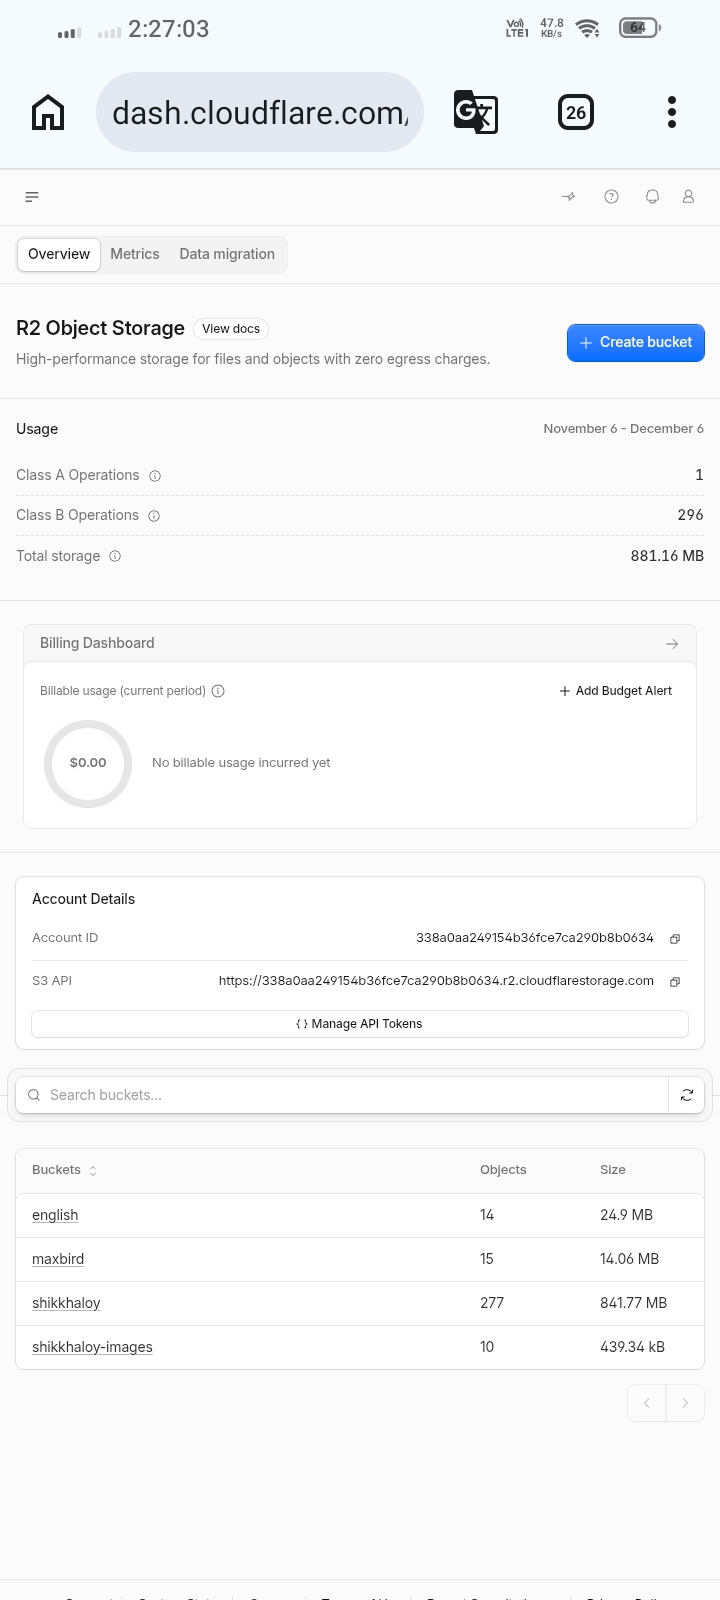 2:27:03
Vo)) LTE1
47.8 KB/s
64
dash.cloudflare.com/
26
Overview Metrics Data migration
R2 Object Storage View docs
High-performance storage for files and objects with zero egress charges.
+ Create bucket
Usage November 6 - December 6
Class A Operations 1
Class B Operations 296
Total storage 881.16 MB
Billing Dashboard
Billable usage (current period) + Add Budget Alert
$0.00 No billable usage incurred yet
Account Details
Account ID 338a0aa249154b36fce7ca290b8b0634
S3 API https://338a0aa249154b36fce7ca290b8b0634.r2.cloudflarestorage.com
{ } Manage API Tokens
Search buckets...
Buckets Objects Size
english 14 24.9 MB
maxbird 15 14.06 MB
shikkhaloy 277 841.77 MB
shikkhaloy-images 10 439.34 kB